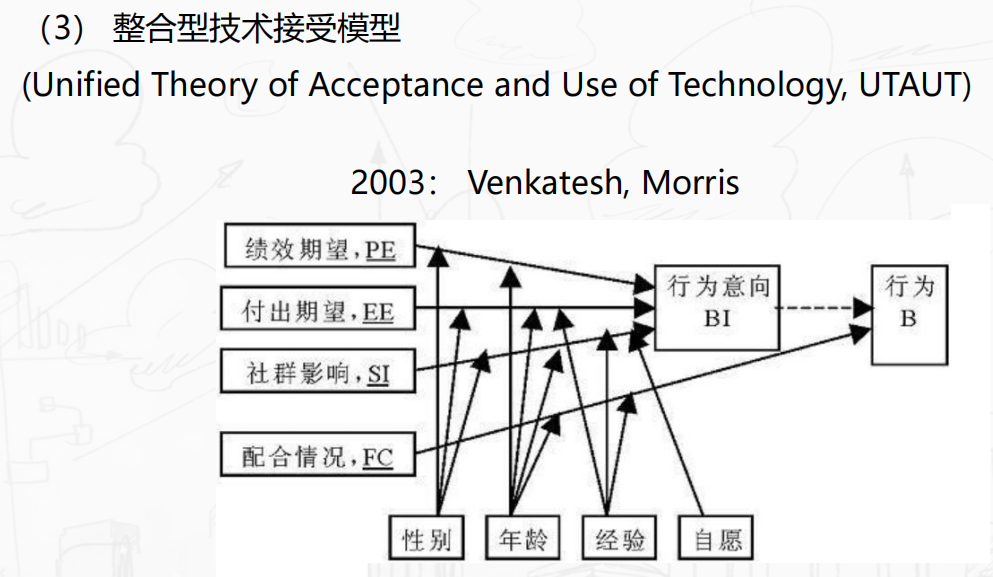 （3） 整合型技术接受模型
(Unified Theory of Acceptance and Use of Technology, UTAUT)
2003： Venkatesh, Morris
绩效期望，PE
付出期望，EE
社群影响，SI
配合情况，FC
行为意向
BI
行为
B
性别
年龄
经验
自愿